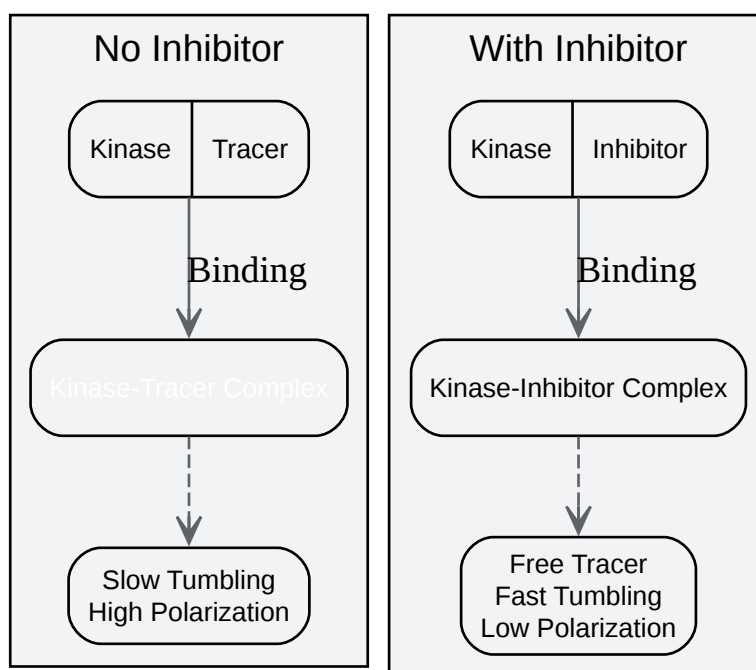 No Inhibitor
Kinase
Tracer
Binding
Kinase-Tracer Complex
Slow Tumbling
High Polarization
With Inhibitor
Kinase
Inhibitor
Binding
Kinase-Inhibitor Complex
Free Tracer
Fast Tumbling
Low Polarization